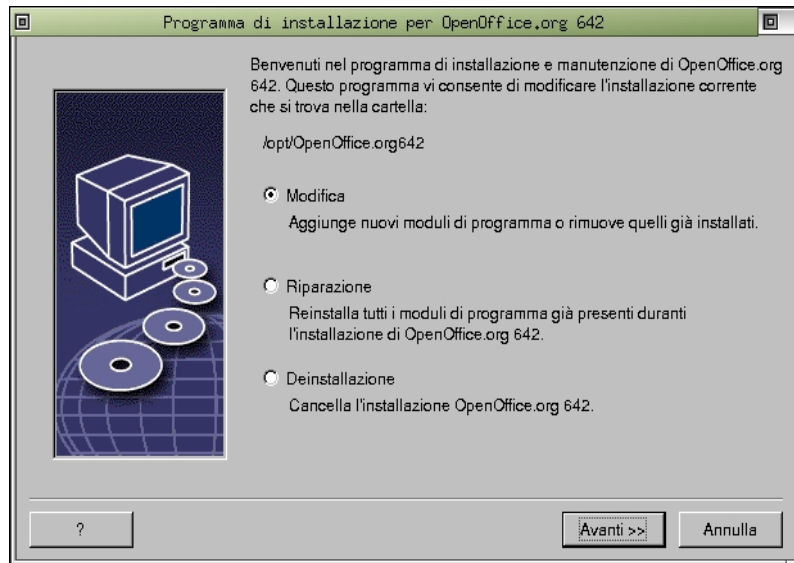 Programma di installazione per OpenOffice.org 642
Benvenuti nel programma di installazione e manutenzione di OpenOffice.org
642. Questo programma vi consente di modificare l'installazione corrente
che si trova nella cartella:
/opt/OpenOffice.org642
Modifica
Aggiunge nuovi moduli di programma o rimuove quelli già installati.
Riparazione
Reinstalla tutti i moduli di programma già presenti duranti
l'installazione di OpenOffice.org 642.
Deinstallazione
Cancella l'installazione OpenOffice.org 642.
?
Avanti >>
Annulla